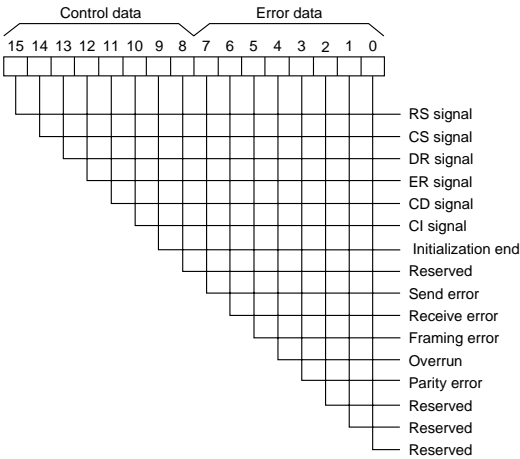 Control data Error data
15 14 13 12 11 10 9 8 7 6 5 4 3 2 1 0
RS signal
CS signal
DR signal
ER signal
CD signal
CI signal
Initialization end
Reserved
Send error
Receive error
Framing error
Overrun
Parity error
Reserved
Reserved
Reserved